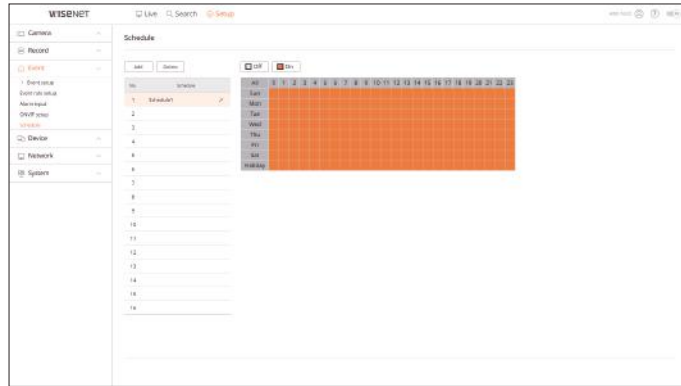 WISENET
Live Search Setup
Camera
Record
Event
Event setup
Event rule setup
Alarm input
ONVIF setup
Schedule
Device
Network
System
Schedule
Add Delete
No. Schedule
1 Schedule1
2
3
4
5
6
7
8
9
10
11
12
13
14
15
16
Off On
All 0 1 2 3 4 5 6 7 8 9 10 11 12 13 14 15 16 17 18 19 20 21 22 23
Sun
Mon
Tue
Wed
Thu
Fri
Sat
Holiday